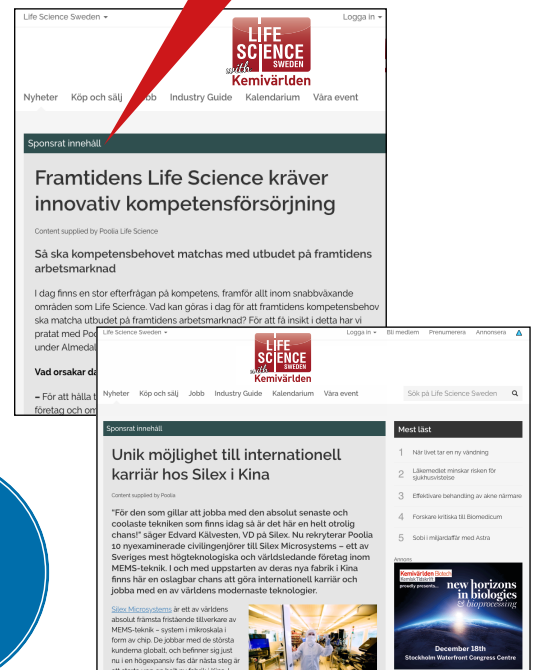 Life Science Sweden
Logga in
LIFE
SCIENCE
SWEDEN
with
Kemivärlden
Nyheter Köp och sälj Industry Guide Kalendarium Våra event
Sponsrat innehåll
Framtidens Life Science kräver
innovativ kompetensförsörjning
Content supplied by Poolia Life Science
Så ska kompetensbehovet matchas med utbudet på framtidens
arbetsmarknad
I dag finns en stor efterfrågan på kompetens, framför allt inom snabbväxande
områden som Life Science. Vad kan göras i dag för att framtidens kompetensbehov
ska matcha utbudet på framtidens arbetsmarknad? För att få insikt i detta har vi
pratat med
under Almedal
Vad orsakar
– För att hålla
företag och om
Life Science Sweden
Logga in Bli medlem Prenumerera Annonsera
LIFE
SCIENCE
SWEDEN
with
Kemivärlden
Nyheter Köp och sälj Jobb Industry Guide Kalendarium Våra event
Sök på Life Science Sweden
Sponsrat innehåll
Unik möjlighet till internationell
karriär hos Silex i Kina
Content supplied by Poolia
"För den som gillar att jobba med den absolut senaste och
coolaste tekniken som finns idag så är det här en helt otrolig
chans!" säger Edvard Kälvesten, VD på Silex. Nu rekryterar Poolia
10 nyexaminerade civilingenjörer till Silex Microsystems – ett av
Sveriges mest högteknologiska och världsledande företag inom
MEMS-teknik. I och med uppstarten av deras nya fabrik i Kina
finns här en oslagbar chans att göra internationell karriär och
jobba med en av världens modernaste teknologier.
Silex Microsystems är ett av världens
absolut främsta fristående tillverkare av
MEMS-teknik – system i mikroskala i
form av chip. De jobbar med de största
kunderna globalt, och befinner sig just
nu i en högexpansiv fas där nästa steg är
Mest läst
1 När livet tar en ny vändning
2 Läkemedlet minskar risken för
sjukhusvistelse
3 Effektivare behandling av akne närmare
4 Forskare kritiska till Biomedicum
5 Sobi i miljardaffär med Astra
Annons
Kemivärlden Biotech
Kemisk Tidskrift
proudly presents...
new horizons
in biologics
& bioprocessing
December 18th
Stockholm Waterfront Congress Centre